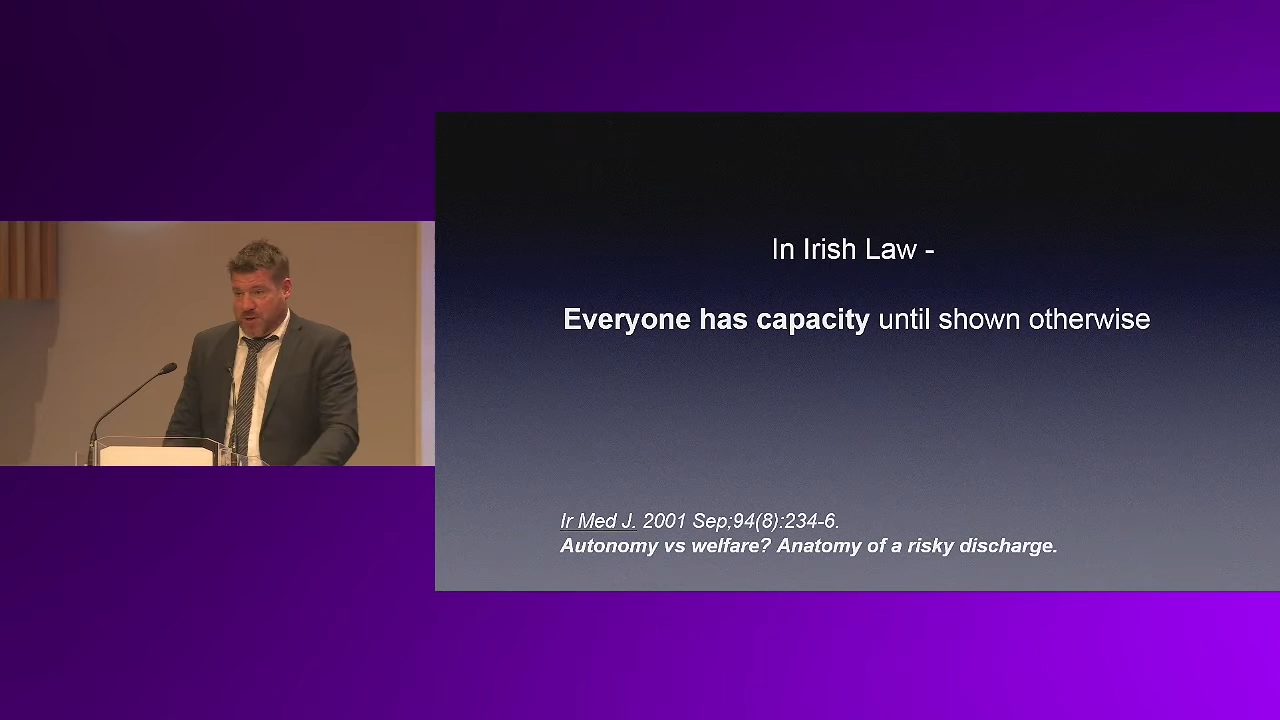 In Irish Law -
Everyone has capacity until shown otherwise
Ir Med J. 2001 Sep;94(8):234-6.
Autonomy vs welfare? Anatomy of a risky discharge.